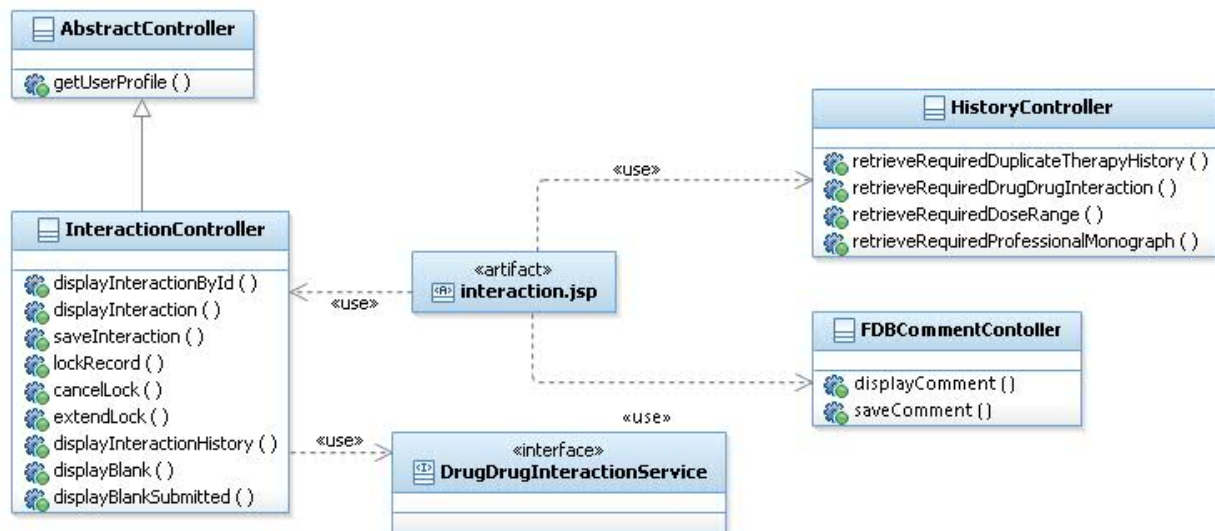 AbstractController
getUserProfile ( )
HistoryController
retrieveRequiredDuplicateTherapyHistory ( )
retrieveRequiredDrugDrugInteraction ( )
retrieveRequiredDoseRange ( )
retrieveRequiredProfessionalMonograph ( )
«use»
InteractionController
displayInteractionById ( )
displayInteraction ( )
saveInteraction ( )
lockRecord ( )
cancelLock ( )
extendLock ( )
displayInteractionHistory ( )
displayBlank ( )
displayBlankSubmitted ( )
«use»
«artifact»
<A> interaction.jsp
FDBCommentContoller
displayComment ( )
saveComment ( )
«use»
«use»
«interface»
<I> DrugDrugInteractionService